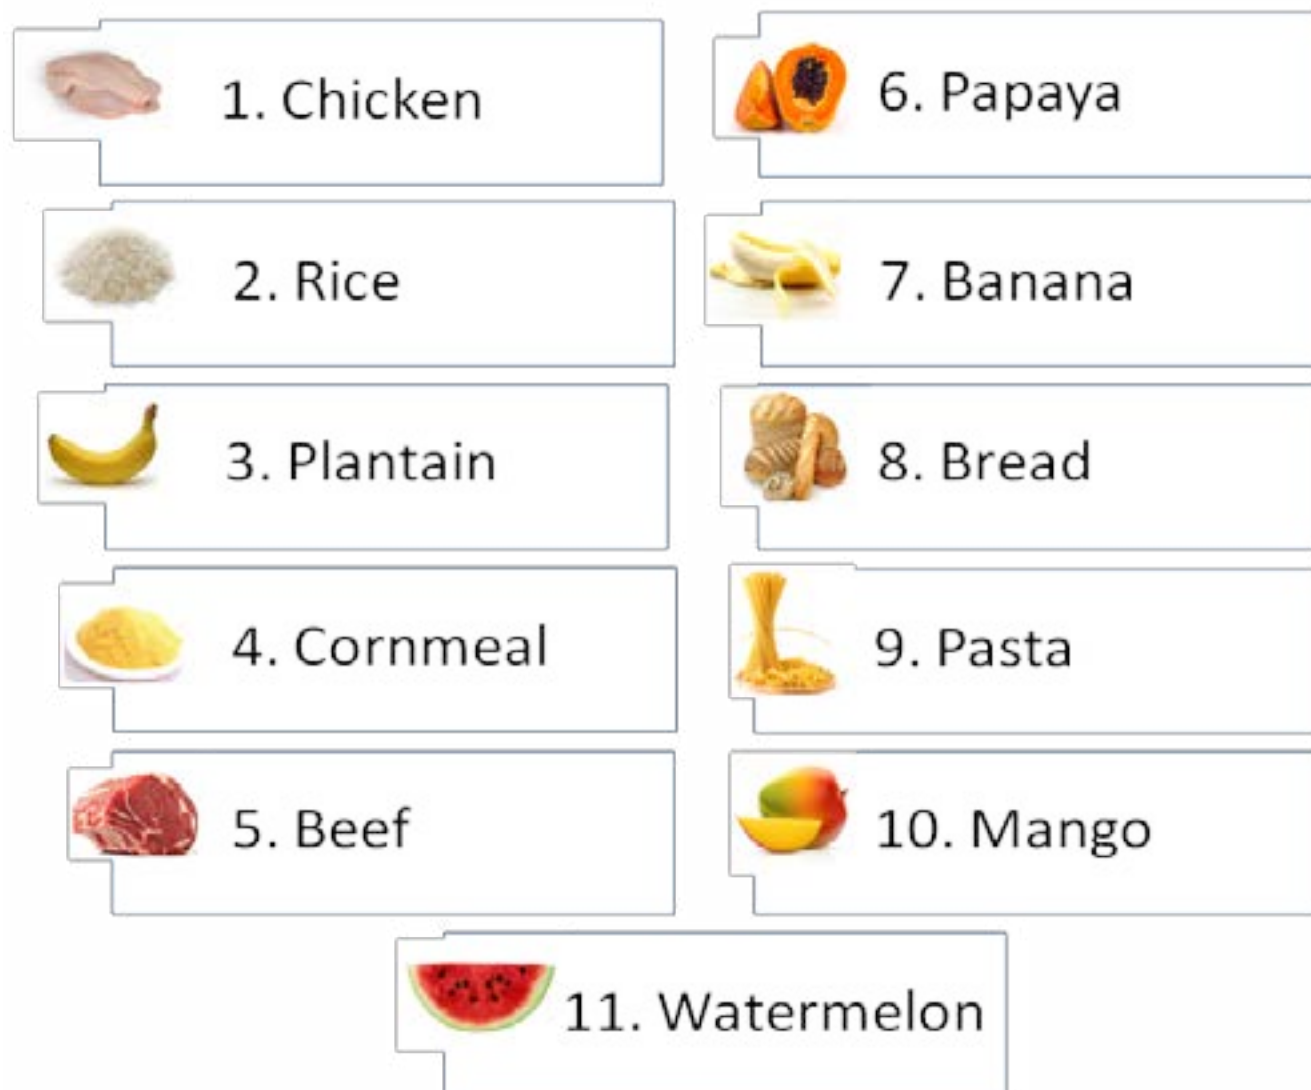 1. Chicken
2. Rice
3. Plantain
4. Cornmeal
5. Beef
6. Papaya
7. Banana
8. Bread
9. Pasta
10. Mango
11. Watermelon